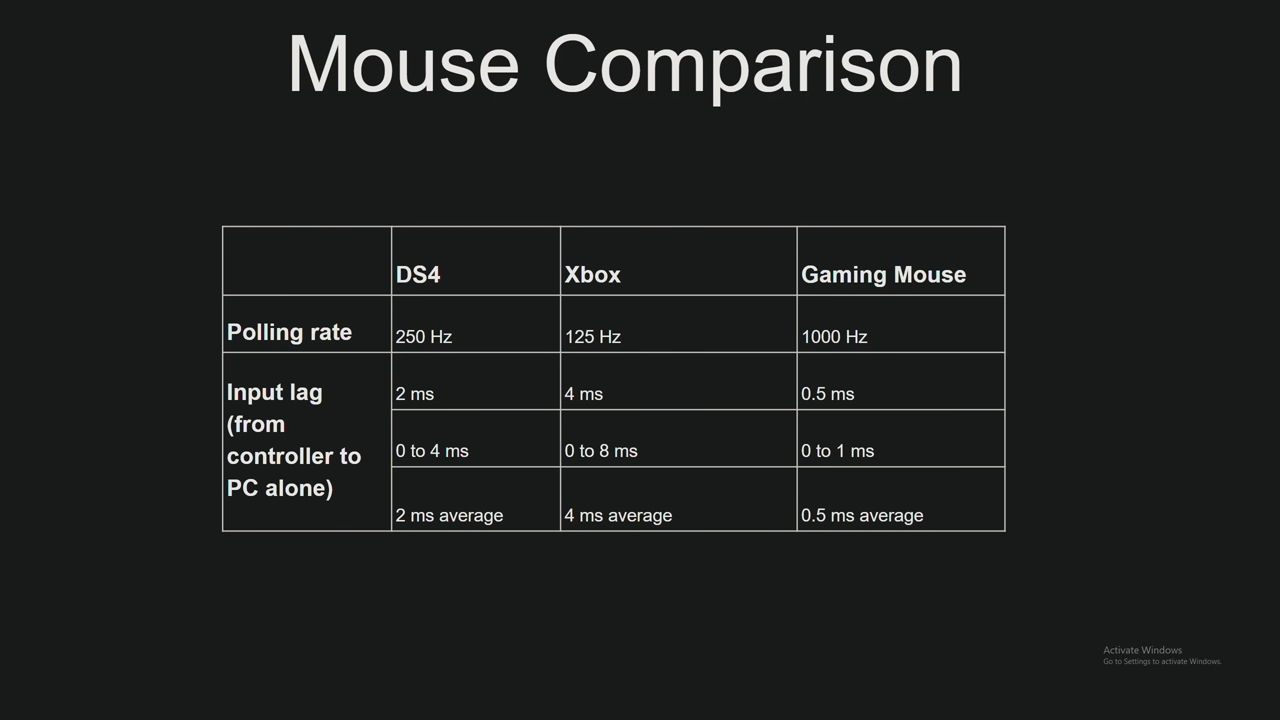 Mouse Comparison
DS4 Xbox Gaming Mouse
Polling rate 250 Hz 125 Hz 1000 Hz
Input lag
(from
controller to
PC alone)
2 ms 4 ms 0.5 ms
0 to 4 ms 0 to 8 ms 0 to 1 ms
2 ms average 4 ms average 0.5 ms average
Activate Windows
Go to Settings to activate Windows.